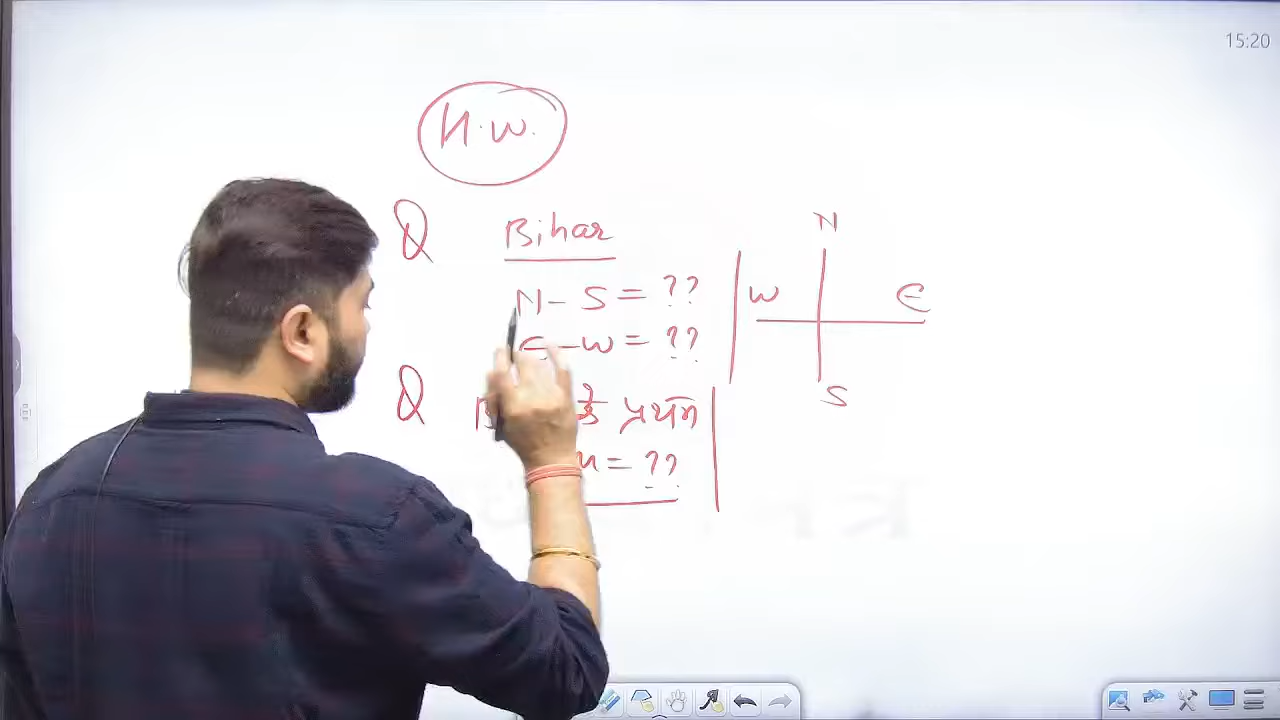 15:20
H.W.
Q Bihar
N-S = ??
E-W = ??
N
W E
S
Q के प्रथम
= ??